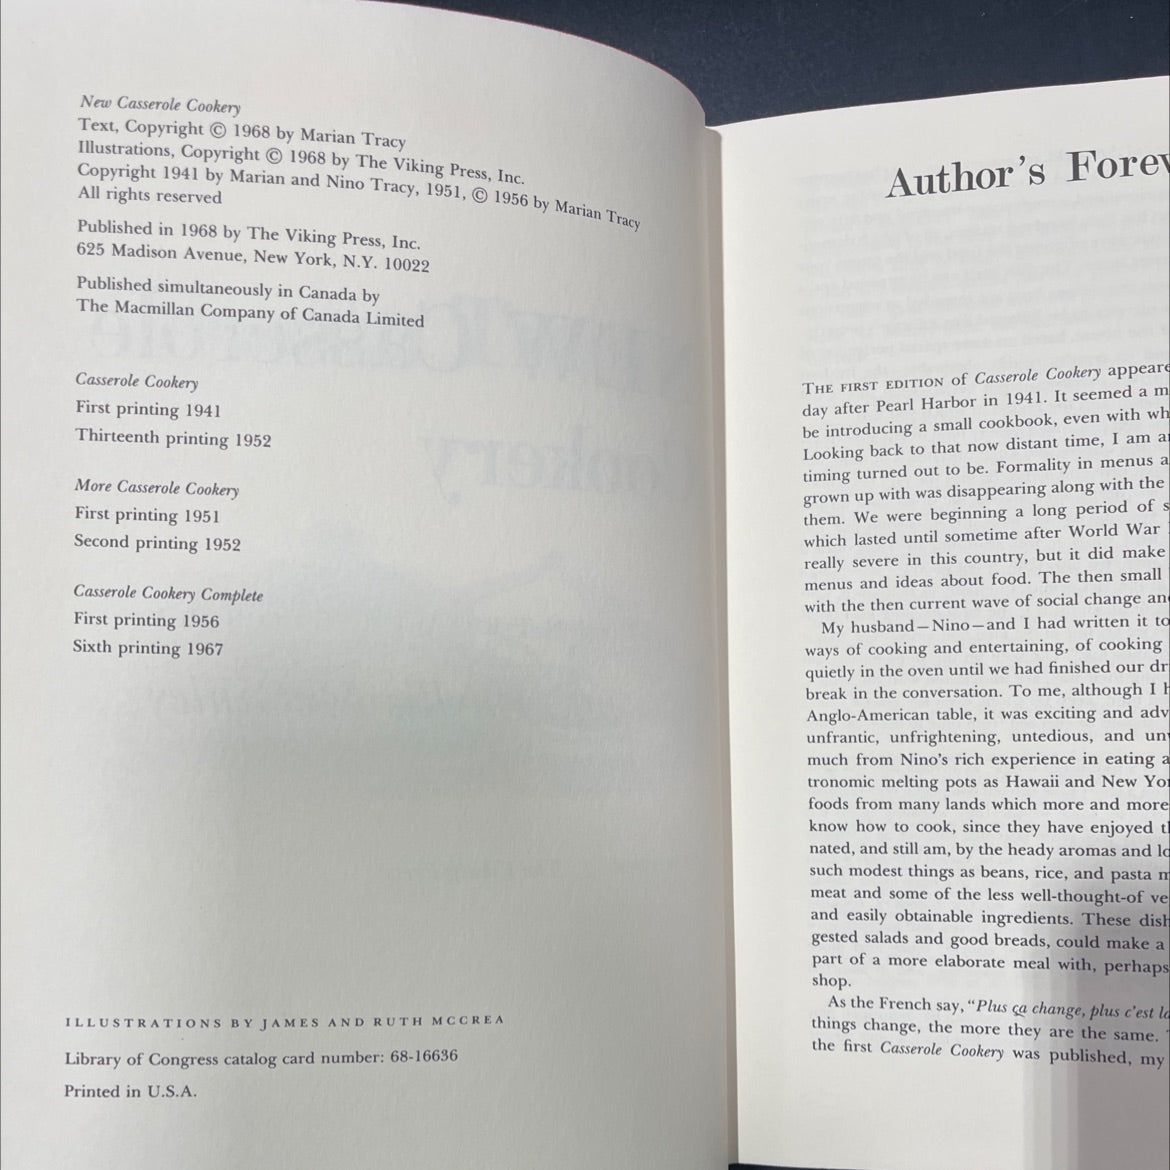 New Casserole Cookery
Text, Copyright © 1968 by Marian Tracy
Illustrations, Copyright © 1968 by The Viking Press, Inc.
Copyright 1941 by Marian and Nino Tracy, 1951, © 1956 by Marian Tracy
All rights reserved
Published in 1968 by The Viking Press, Inc.
625 Madison Avenue, New York, N.Y. 10022
Published simultaneously in Canada by
The Macmillan Company of Canada Limited
Casserole Cookery
First printing 1941
Thirteenth printing 1952
More Casserole Cookery
First printing 1951
Second printing 1952
Casserole Cookery Complete
First printing 1956
Sixth printing 1967
ILLUSTRATIONS BY JAMES AND RUTH MCCREA
Library of Congress catalog card number: 68-16636
Printed in U.S.A.
Author's
THE FIRST EDITION of Casserole Cookery
day after Pearl Harbor in 1941. It seemed a
be introducing a small cookbook, even with
Looking back to that now distant time, I am
timing turned out to be. Formality in menus
grown up with was disappearing along with the
them. We were beginning a long period of
which lasted until sometime after World War
really severe in this country, but it did make
menus and ideas about food. The then small
with the then current wave of social change
My husband—Nino—and I had written it
ways of cooking and entertaining, of cooking
quietly in the oven until we had finished our
break in the conversation. To me, although I
Anglo-American table, it was exciting and
unfrantic, unfrightening, untedious, and
much from Nino's rich experience in eating
tronomic melting pots as Hawaii and New
foods from many lands which more and more
know how to cook, since they have enjoyed
nated, and still am, by the heady aromas and
such modest things as beans, rice, and pasta
meat and some of the less well-thought-of
and easily obtainable ingredients. These
gested salads and good breads, could make a
part of a more elaborate meal with, perhaps
shop.
As the French say, "Plus ça change, plus c'est
things change, the more they are the same.
the first Casserole Cookery was published, my